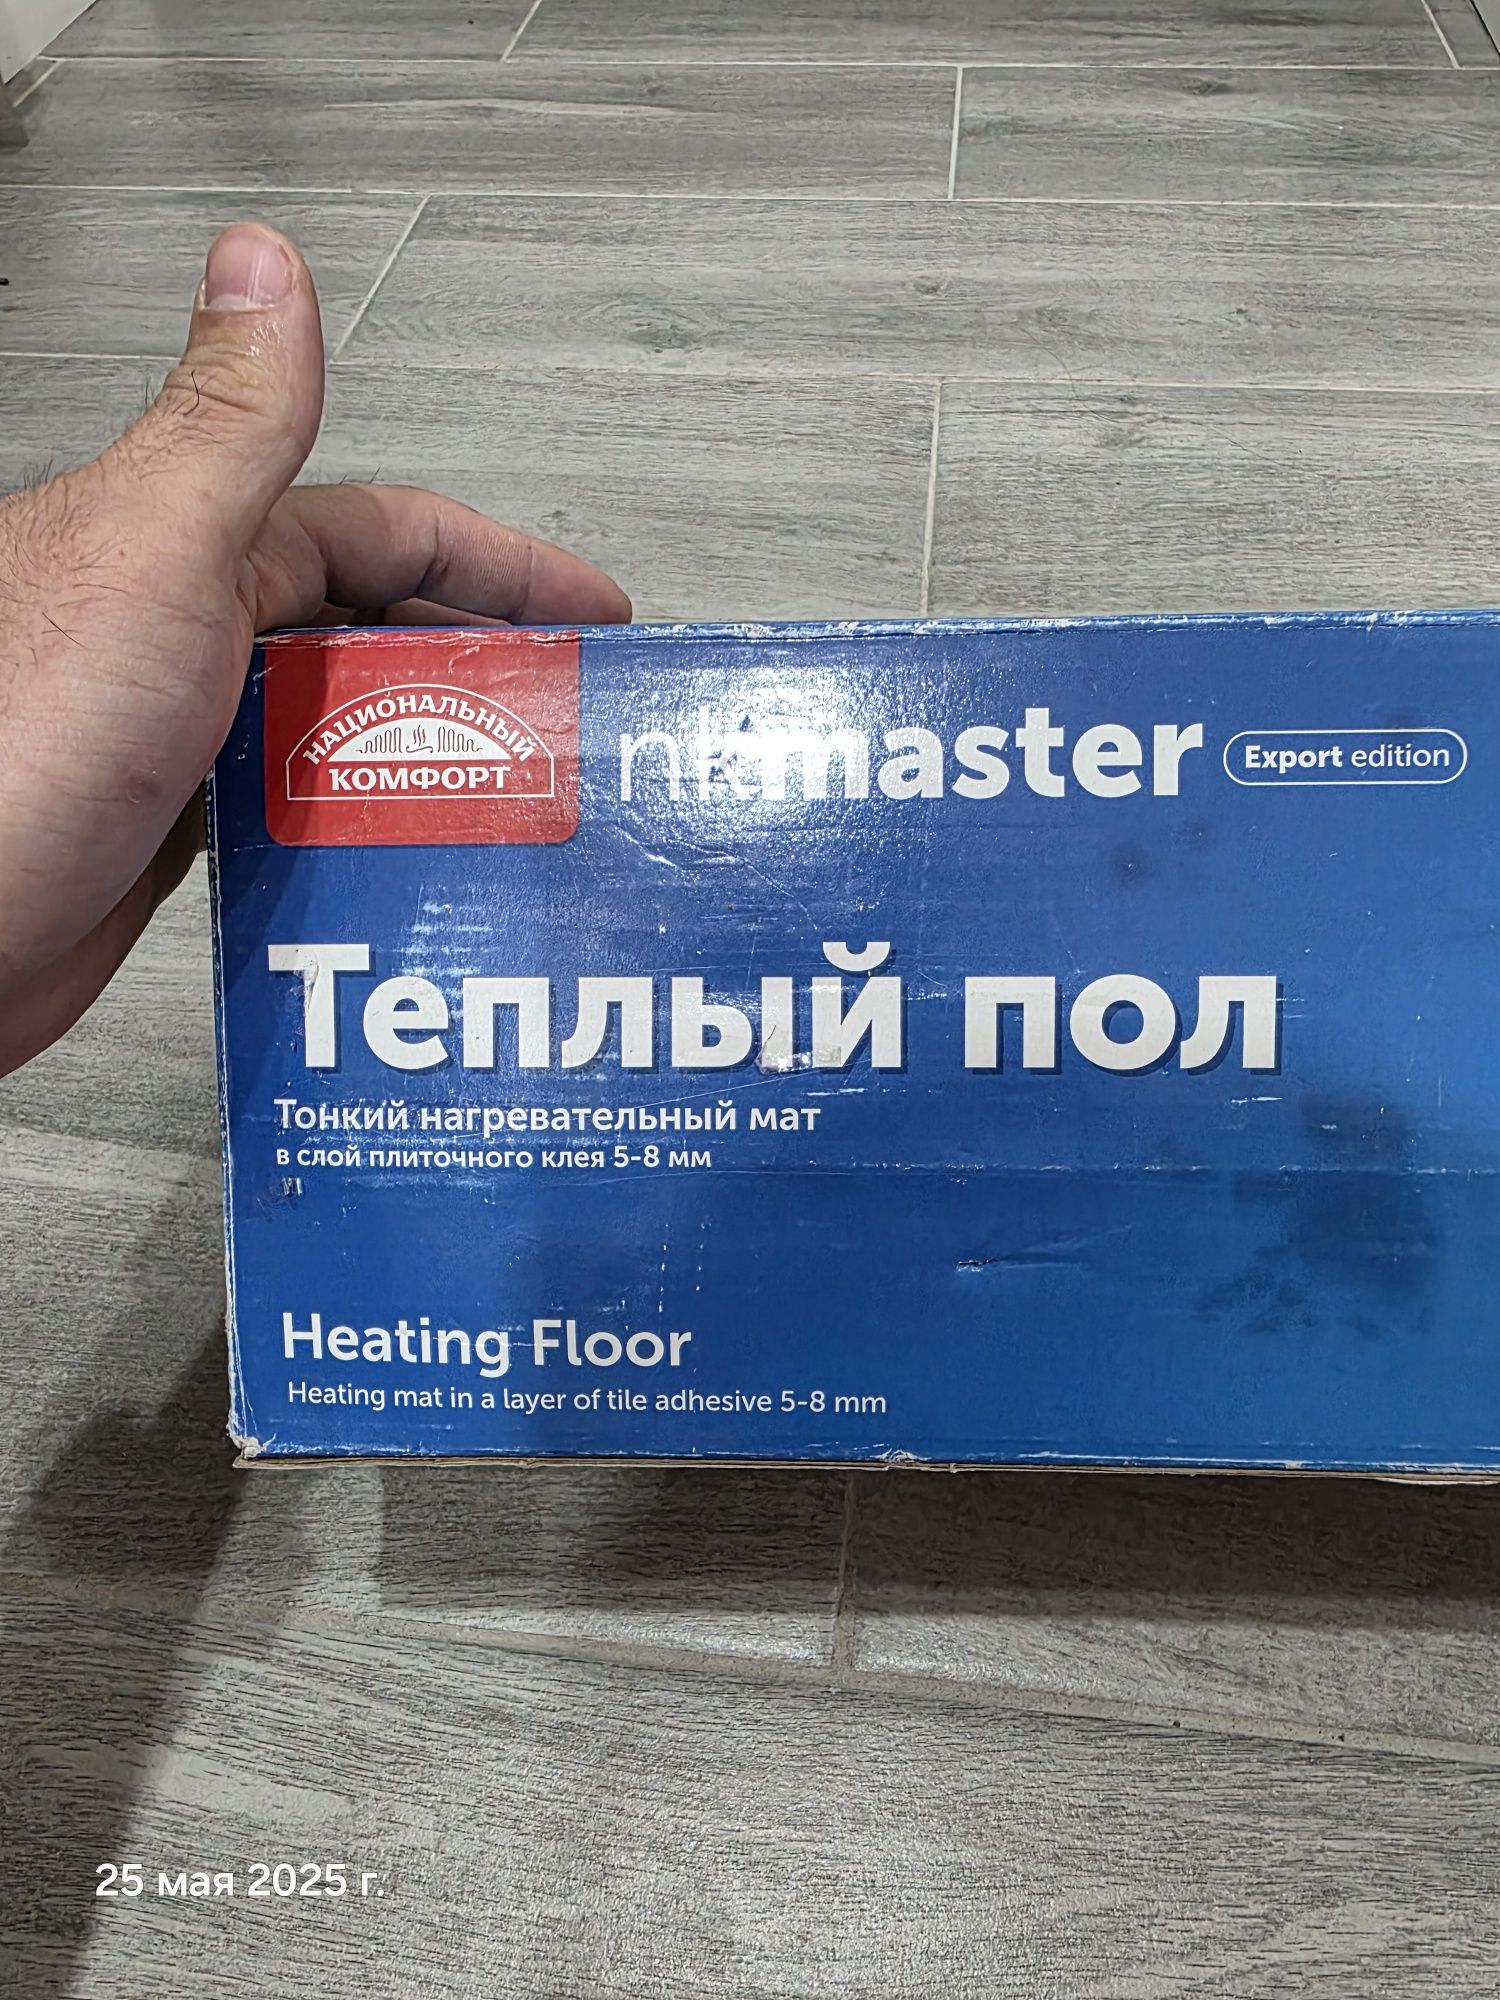 НАЦИОНАЛЬНЫЙ
КОМФОРТ
nkmaster
Export edition
Теплый пол
Тонкий нагревательный мат
в слой плиточного клея 5-8 мм
Heating Floor
Heating mat in a layer of tile adhesive 5-8 mm
25 мая 2025 г.